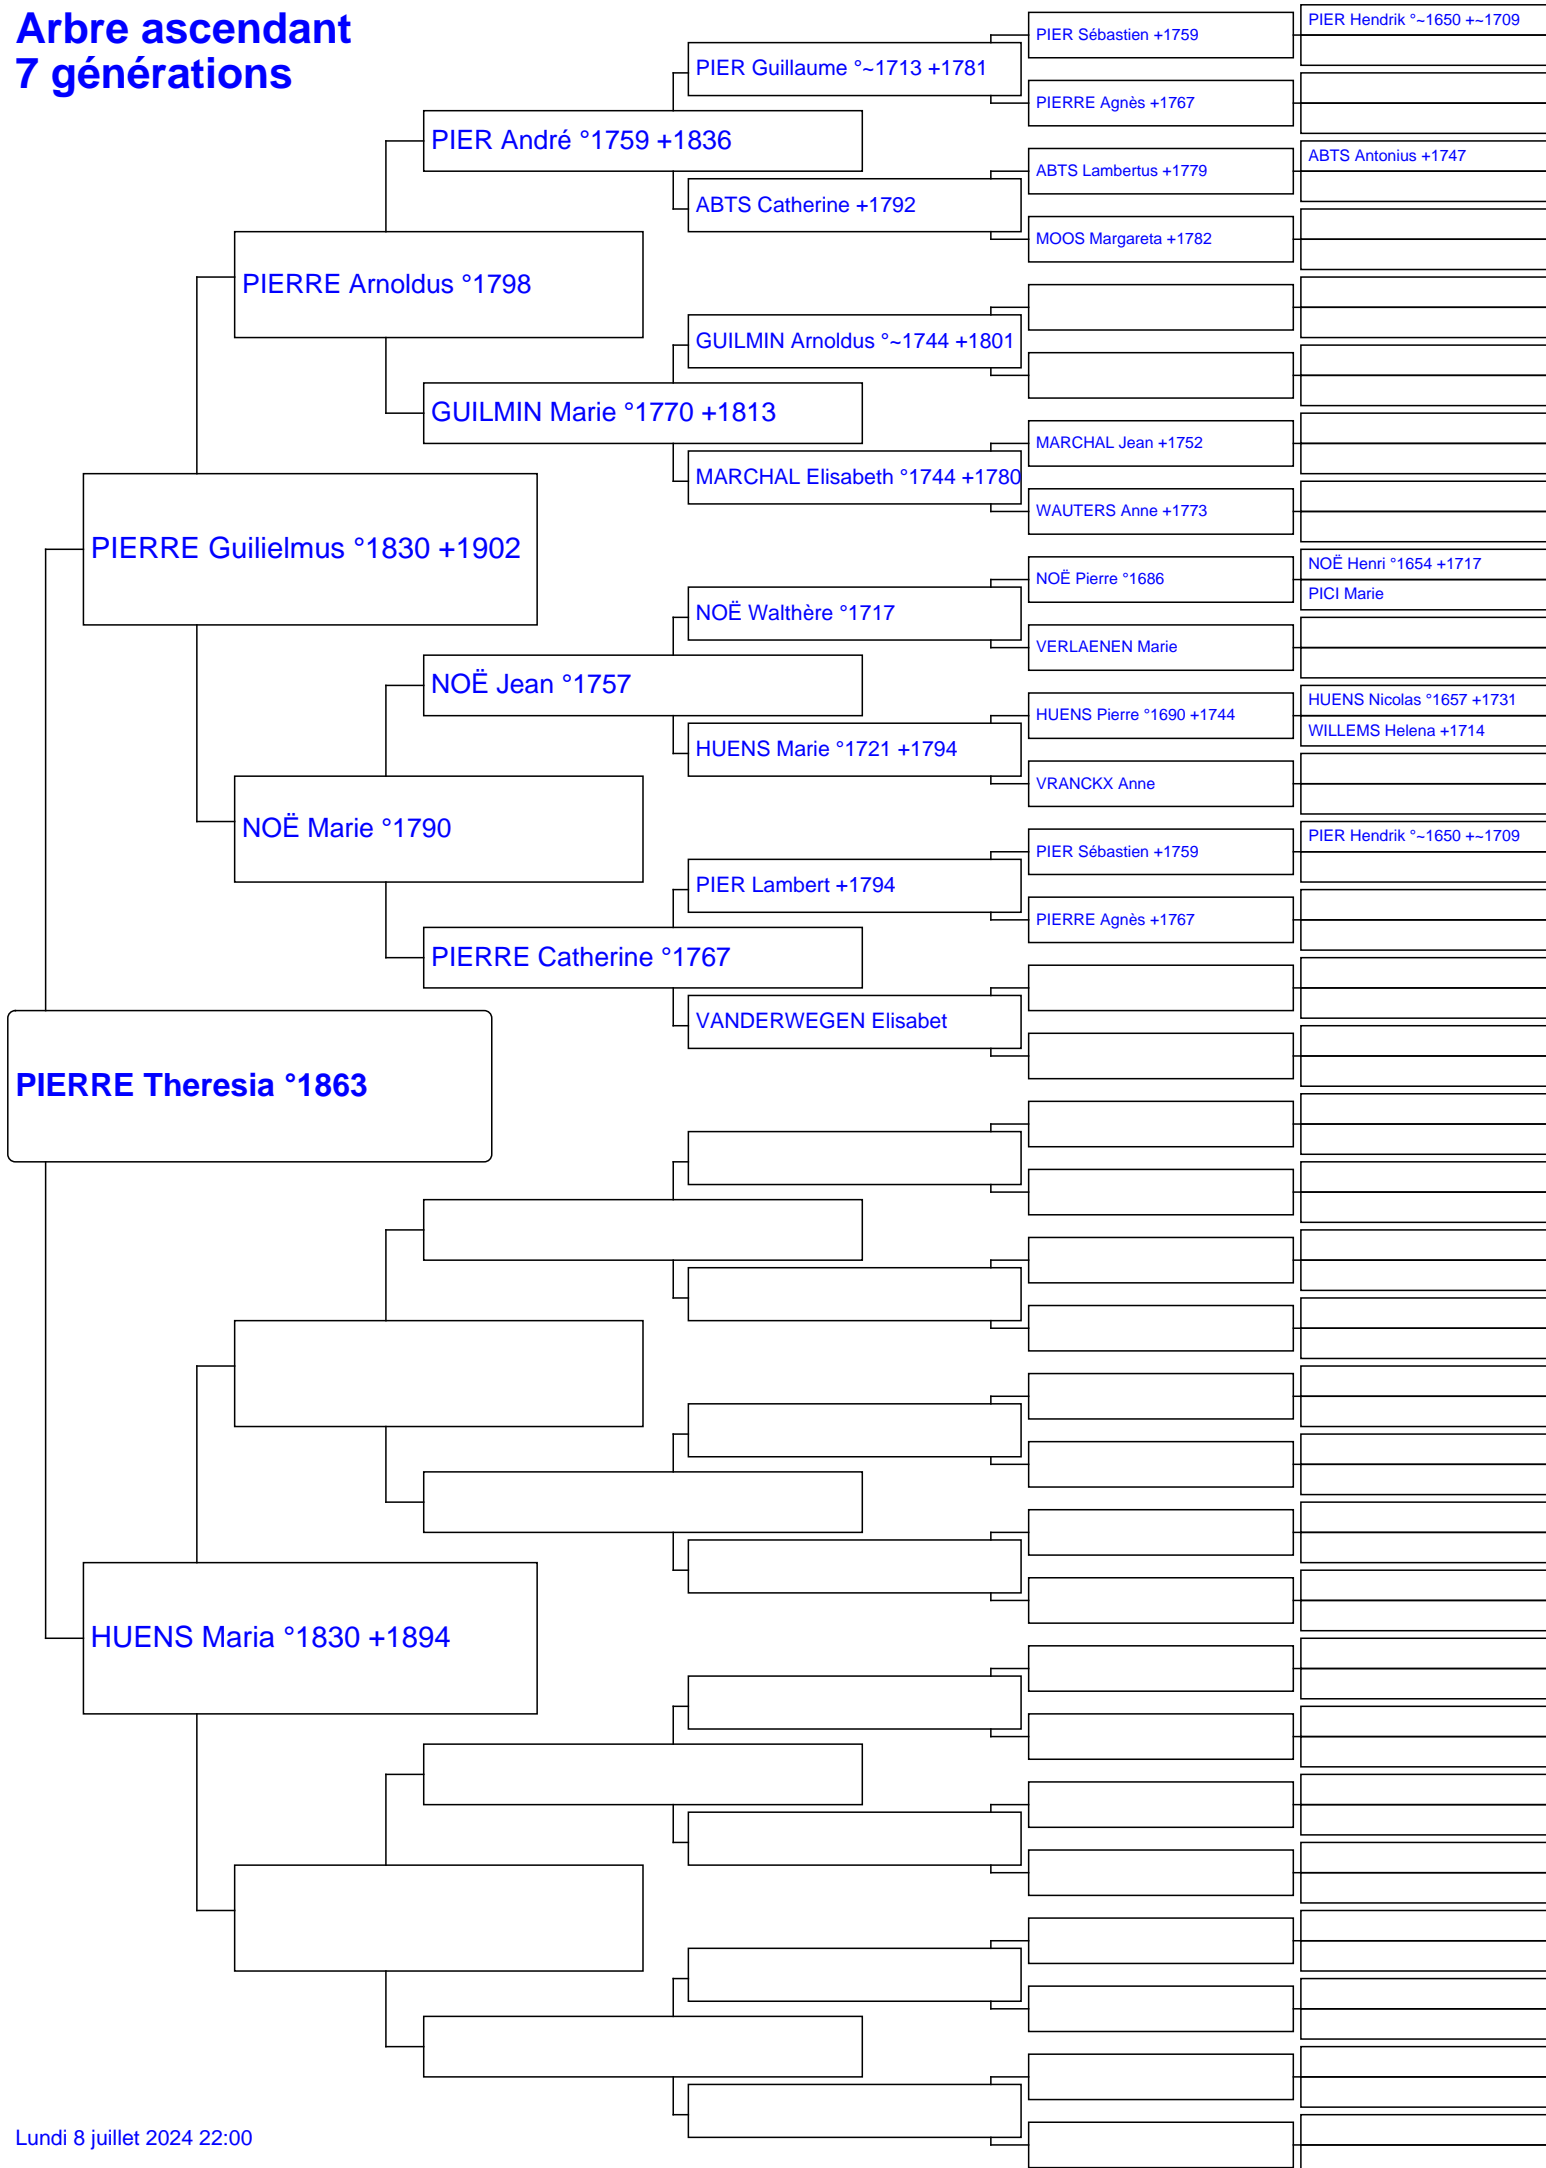 Arbre ascendant
7 générations
PIERRE Theresia °1863
PIERRE Guilielmus °1830 +1902
HUENS Maria °1830 +1894
PIERRE Arnoldus °1798
NOË Marie °1790
PIER André °1759 +1836
GUILMIN Marie °1770 +1813
NOË Jean °1757
PIERRE Catherine °1767
PIER Guillaume °~1713 +1781
ABTS Catherine +1792
GUILMIN Arnoldus °~1744 +1801
MARCHAL Elisabeth °1744 +1780
NOË Walthère °1717
HUENS Marie °1721 +1794
PIER Lambert +1794
VANDERWEGEN Elisabet
PIER Sébastien +1759
PIERRE Agnès +1767
ABTS Lambertus +1779
MOOS Margareta +1782
MARCHAL Jean +1752
WAUTERS Anne +1773
NOË Pierre °1686
VERLAENEN Marie
HUENS Pierre °1690 +1744
VRANCKX Anne
PIER Sébastien +1759
PIERRE Agnès +1767
PIER Hendrik °~1650 +~1709
ABTS Antonius +1747
NOË Henri °1654 +1717
PICI Marie
HUENS Nicolas °1657 +1731
WILLEMS Helena +1714
PIER Hendrik °~1650 +~1709
Lundi 8 juillet 2024 22:00